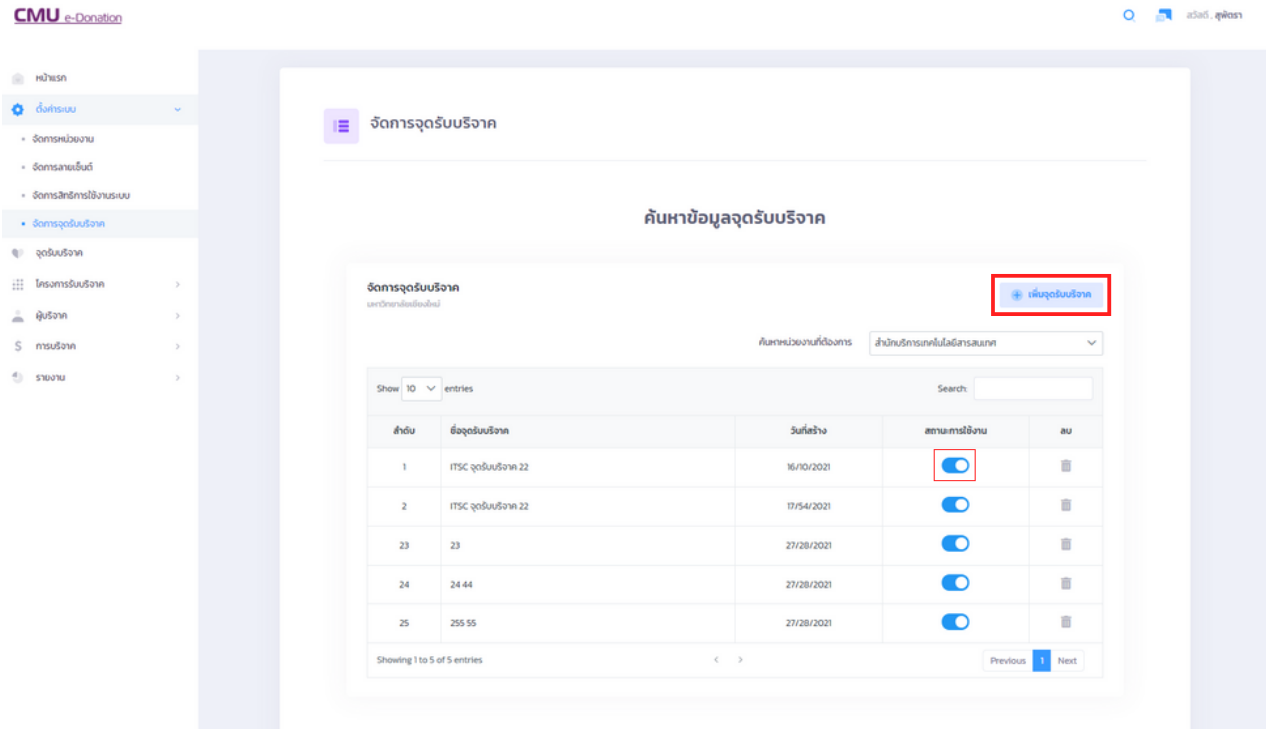 CMU e-Donation
สวัสดี , สุพัตรา
หน้าแรก
ตั้งค่าระบบ
จัดการหน่วยงาน
จัดการลายเซ็นต์
จัดการสิทธิการใช้งานระบบ
จัดการจุดรับบริจาค
จุดรับบริจาค
โครงการรับบริจาค
ผู้บริจาค
การบริจาค
รายงาน
จัดการจุดรับบริจาค
ค้นหาข้อมูลจุดรับบริจาค
จัดการจุดรับบริจาค
มหาวิทยาลัยเชียงใหม่
เพิ่มจุดรับบริจาค
ค้นหาหน่วยงานที่ต้องการ สำนักบริการเทคโนโลยีสารสนเทศ
Show 10 entries Search:
ลำดับ ชื่อจุดรับบริจาค วันที่สร้าง สถานะการใช้งาน ลบ
1 ITSC จุดรับบริจาค 22 16/10/2021
2 ITSC จุดรับบริจาค 22 17/54/2021
23 23 27/28/2021
24 24 44 27/28/2021
25 255 55 27/28/2021
Showing 1 to 5 of 5 entries < > Previous 1 Next